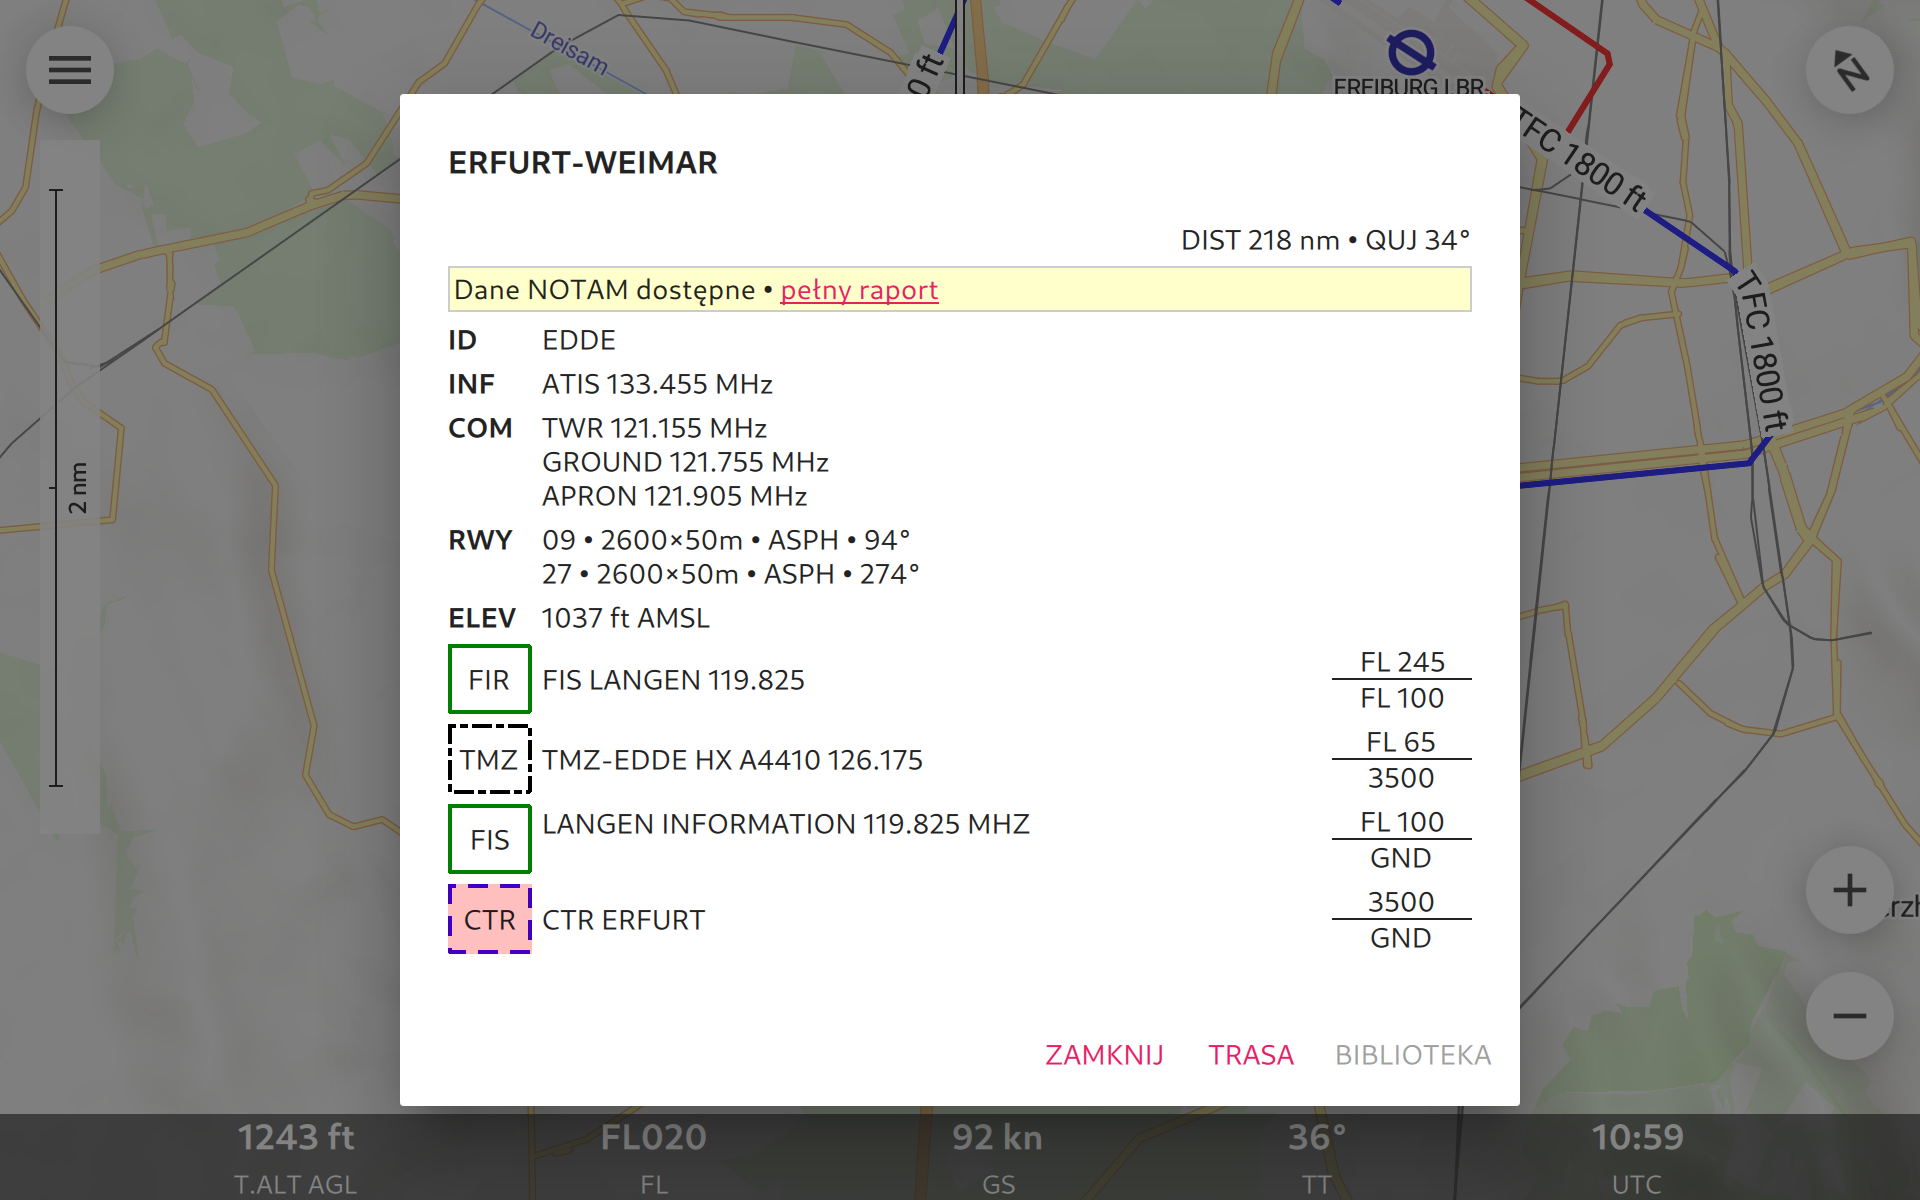 Dreisam
0 ft
FREIBURG LBR
TFC 1800 ft
TFC 1800 ft
N
2 nm
ERFURT-WEIMAR
DIST 218 nm • QUJ 34°
Dane NOTAM dostępne • pełny raport
ID EDDE
INF ATIS 133.455 MHz
COM TWR 121.155 MHz
GROUND 121.755 MHz
APRON 121.905 MHz
RWY 09 • 2600×50m • ASPH • 94°
27 • 2600×50m • ASPH • 274°
ELEV 1037 ft AMSL
FIR FIS LANGEN 119.825 FL 245
FL 100
TMZ TMZ-EDDE HX A4410 126.175 FL 65
3500
FIS LANGEN INFORMATION 119.825 MHZ FL 100
GND
CTR CTR ERFURT 3500
GND
ZAMKNIJ TRASA BIBLIOTEKA
1243 ft FL020 92 kn 36° 10:59
T.ALT AGL FL GS TT UTC